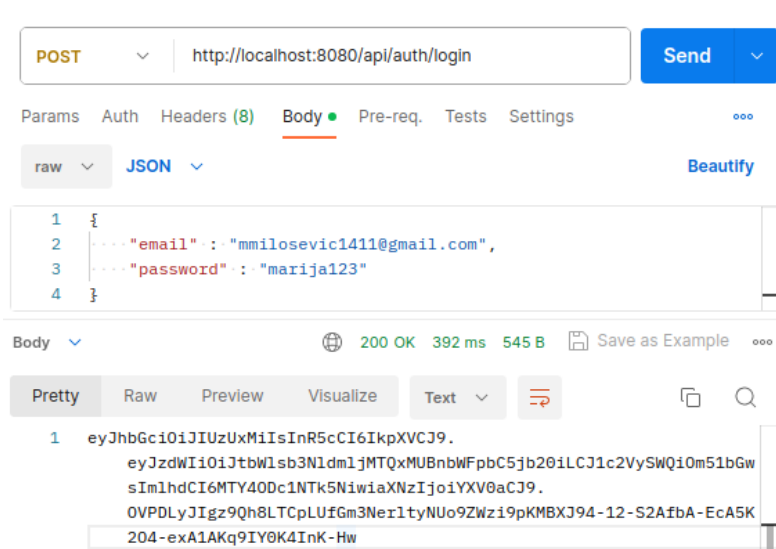 POST http://localhost:8080/api/auth/login Send
Params Auth Headers (8) Body Pre-req. Tests Settings
raw JSON Beautify
1 {
2 "email" : "mmilosevic1411@gmail.com",
3 "password" : "marija123"
4 }
Body 200 OK 392 ms 545 B Save as Example
Pretty Raw Preview Visualize Text
1 eyJhbGciOiJIUzUxMiIsInR5cCI6IkpXVCJ9.
eyJzdWIiOiJtbWlsb3NldmljMTQxMUBnbWFpbC5jb20iLCJ1c2VySWQiOm51bGw
sImlhdCI6MTY4ODc1NTk5NiwiaXNzIjoiYXV0aCJ9.
OVPDLyJIgz9Qh8LTCpLUfGm3NerltyNUo9ZWzi9pKMBXJ94-12-S2AfbA-EcA5K
2O4-exA1AKq9IY0K4InK-Hw